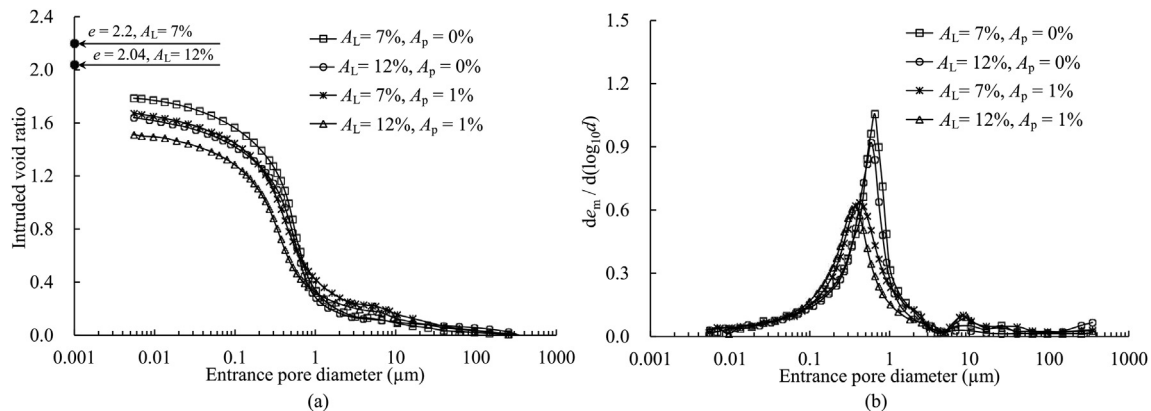 (a)
2.4
2.0
1.6
1.2
0.8
0.4
0.0
Intruded void ratio
e = 2.2, AL= 7%
e = 2.04, AL= 12%
AL= 7%, Ap = 0%
AL= 12%, Ap = 0%
AL= 7%, Ap = 1%
AL= 12%, Ap = 1%
0.001 0.01 0.1 1 10 100 1000
Entrance pore diameter (µm)
(a)
(b)
1.5
1.2
0.9
0.6
0.3
0.0
dem / d(log10d)
AL= 7%, Ap = 0%
AL= 12%, Ap = 0%
AL= 7%, Ap = 1%
AL= 12%, Ap = 1%
0.001 0.1 1 10 100 1000
Entrance pore diameter (µm)
(b)